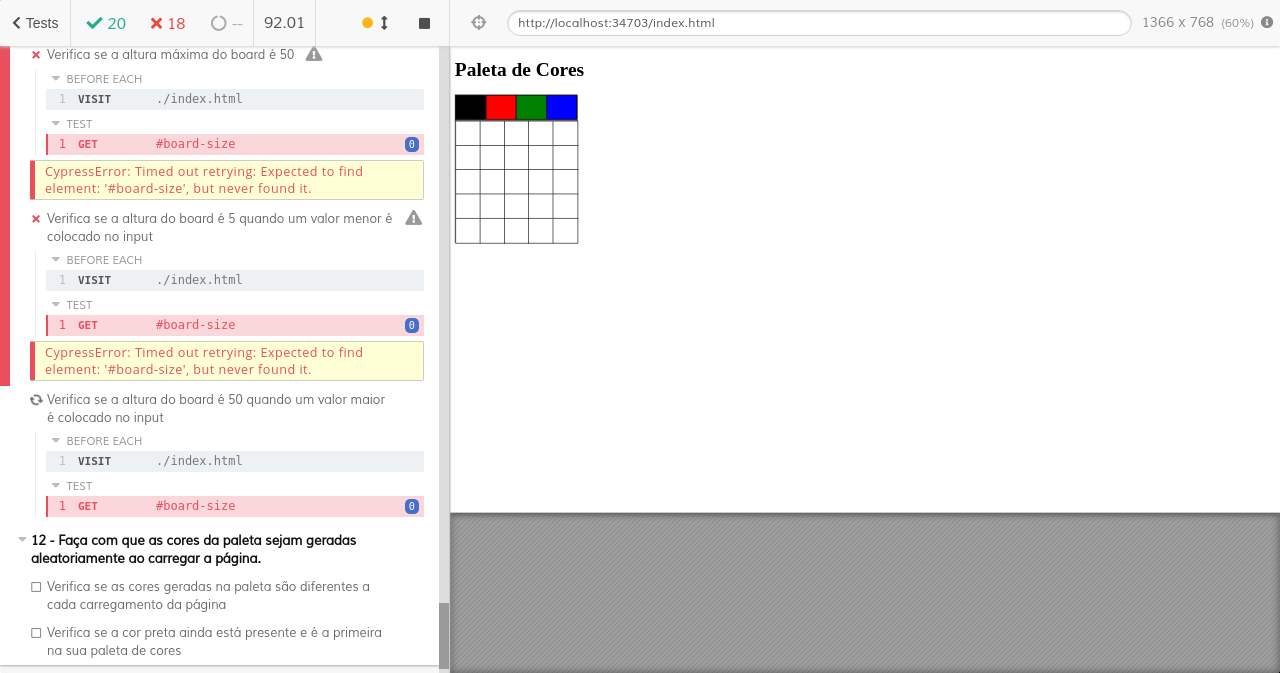 Tests 20 18 -- 92.01
Verifica se a altura máxima do board é 50
BEFORE EACH
1 VISIT ./index.html
TEST
1 GET #board-size 0
CypressError: Timed out retrying: Expected to find
element: '#board-size', but never found it.
Verifica se a altura do board é 5 quando um valor menor é
colocado no input
BEFORE EACH
1 VISIT ./index.html
TEST
1 GET #board-size 0
CypressError: Timed out retrying: Expected to find
element: '#board-size', but never found it.
Verifica se a altura do board é 50 quando um valor maior
é colocado no input
BEFORE EACH
1 VISIT ./index.html
TEST
1 GET #board-size 0
12 - Faça com que as cores da paleta sejam geradas
aleatoriamente ao carregar a página.
Verifica se as cores geradas na paleta são diferentes a
cada carregamento da página
Verifica se a cor preta ainda está presente e é a primeira
na sua paleta de cores
http://localhost:34703/index.html 1366 x 768 (60%)
Paleta de Cores